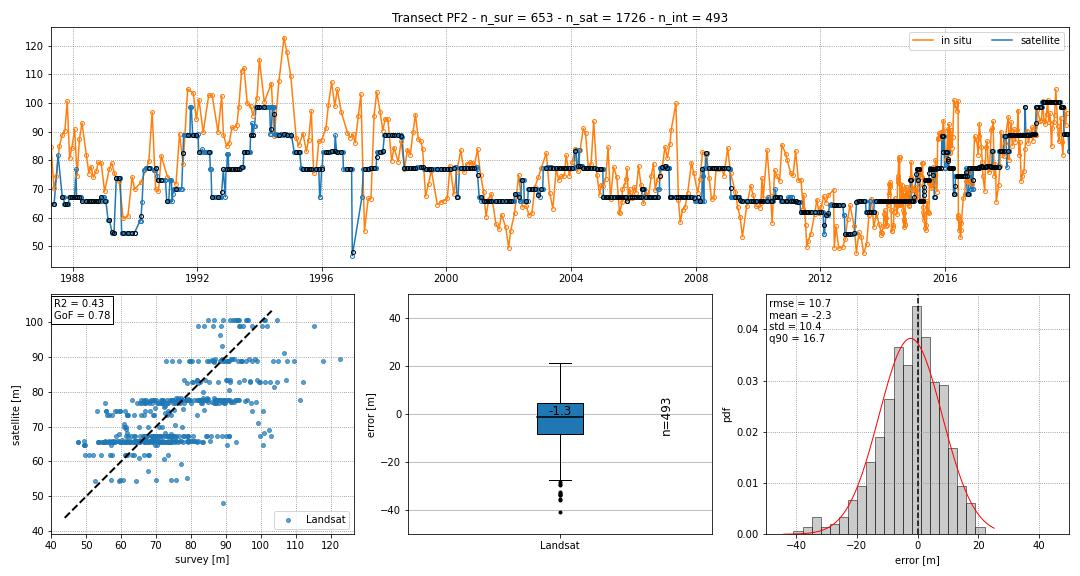 Transect PF2 - n_sur = 653 - n_sat = 1726 - n_int = 493
in situ
satellite
120
110
100
90
80
70
60
50
1988
1992
1996
2000
2004
2008
2012
2016
R2 = 0.43
GoF = 0.78
satellite [m]
100
90
80
70
60
50
40
40
50
60
70
80
90
100
110
120
survey [m]
Landsat
error [m]
40
20
0
−20
−40
-1.3
n=493
Landsat
rmse = 10.7
mean = -2.3
std = 10.4
q90 = 16.7
pdf
0.04
0.03
0.02
0.01
0.00
−40
−20
0
20
40
error [m]